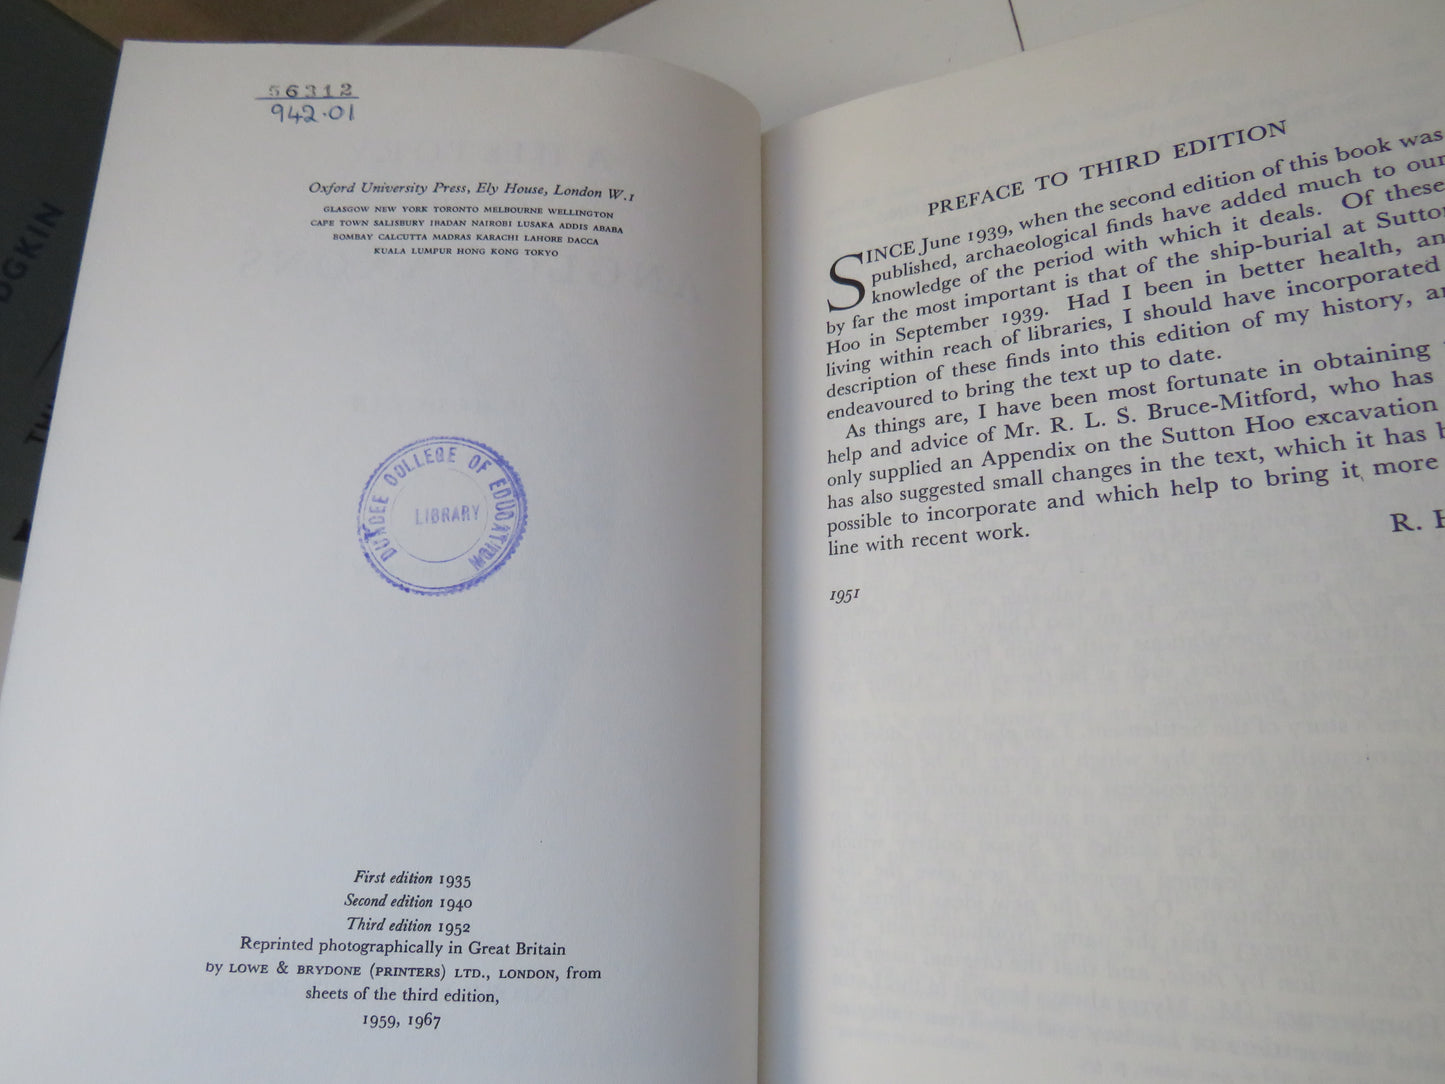 56312
942.01
Oxford University Press, Ely House, London W.1
GLASGOW NEW YORK TORONTO MELBOURNE WELLINGTON
CAPE TOWN SALISBURY IBADAN NAIROBI LUSAKA ADDIS ABABA
BOMBAY CALCUTTA MADRAS KARACHI LAHORE DACCA
KUALA LUMPUR HONG KONG TOKYO
DUNDEE COLLEGE OF EDUCATION
LIBRARY
First edition 1935
Second edition 1940
Third edition 1952
Reprinted photographically in Great Britain
by LOWE & BRYDONE (PRINTERS) LTD., LONDON, from
sheets of the third edition,
1959, 1967
PREFACE TO THIRD EDITION
SINCE June 1939, when the second edition of this book was
published, archaeological finds have added much to our
knowledge of the period with which it deals. Of these
by far the most important is that of the ship-burial at Sutton
Hoo in September 1939. Had I been in better health, an
living within reach of libraries, I should have incorporated
description of these finds into this edition of my history, an
endeavoured to bring the text up to date.
As things are, I have been most fortunate in obtaining
help and advice of Mr. R. L. S. Bruce-Mitford, who has
only supplied an Appendix on the Sutton Hoo excavation
has also suggested small changes in the text, which it has b
possible to incorporate and which help to bring it more
line with recent work.
R. H
1951
DGKIN